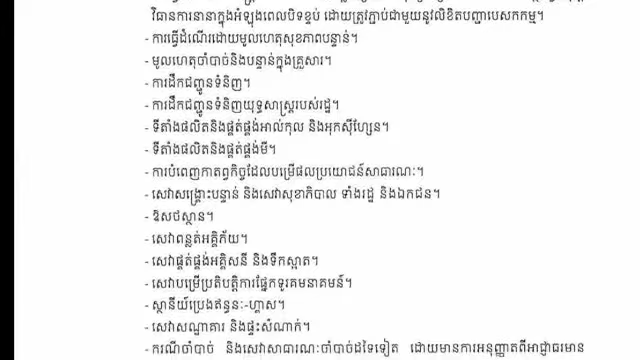 វិធានការនានាក្នុងអំឡុងពេលបិទខ្ទប់ ដោយត្រូវភ្ជាប់ជាមួយនូវលិខិតបញ្ជាបេសកកម្ម។
- ការធ្វើដំណើរដោយមូលហេតុសុខភាពបន្ទាន់។
- មូលហេតុចាំបាច់និងបន្ទាន់ក្នុងគ្រួសារ។
- ការដឹកជញ្ជូនទំនិញ។
- ការដឹកជញ្ជូនទំនិញយុទ្ធសាស្ត្ររបស់រដ្ឋ។
- ទីតាំងផលិតនិងផ្គត់ផ្គង់អាល់កុល និងអុកស៊ីហ្សែន។
- ទីតាំងផលិតនិងផ្គត់ផ្គង់មី។
- ការបំពេញកាតព្វកិច្ចដែលបម្រើផលប្រយោជន៍សាធារណៈ។
- សេវាសង្គ្រោះបន្ទាន់ និងសេវាសុខាភិបាល ទាំងរដ្ឋ និងឯកជន។
- ឱសថស្ថាន។
- សេវាពន្លត់អគ្គិភ័យ។
- សេវាផ្គត់ផ្គង់អគ្គិសនី និងទឹកស្អាត។
- សេវាបម្រើប្រតិបត្តិការផ្នែកទូរគមនាគមន៍។
- ស្ថានីយ៍ប្រេងឥន្ធនៈ-ហ្គាស។
- សេវាសណ្ឋាគារ និងផ្ទះសំណាក់។
- ករណីចាំបាច់ និងសេវាសាធារណៈចាំបាច់ដទៃទៀត ដោយមានការអនុញ្ញាតពីអាជ្ញាធរមាន